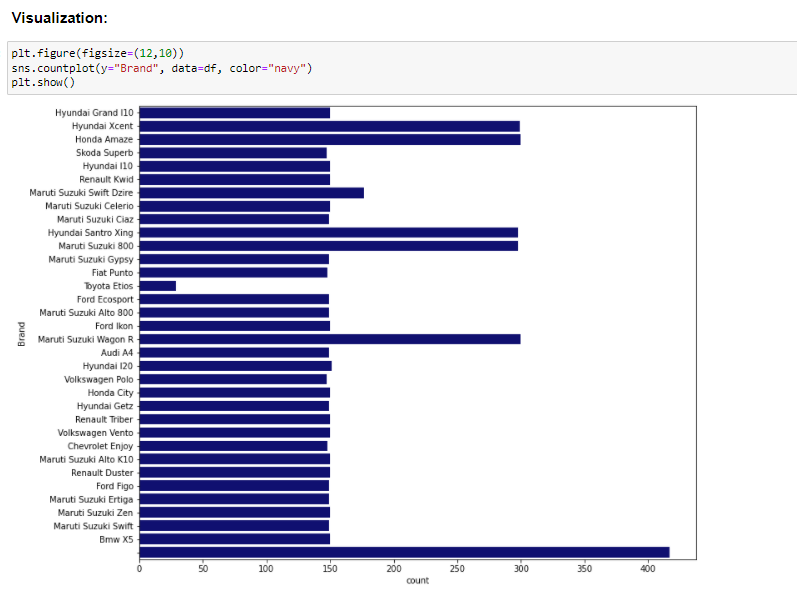 Visualization:
plt.figure(figsize=(12,10))
sns.countplot(y="Brand", data=df, color="navy")
plt.show()
Hyundai Grand I10
Hyundai Xcent
Honda Amaze
Skoda Superb
Hyundai I10
Renault Kwid
Maruti Suzuki Swift Dzire
Maruti Suzuki Celerio
Maruti Suzuki Ciaz
Hyundai Santro Xing
Maruti Suzuki 800
Maruti Suzuki Gypsy
Fiat Punto
Toyota Etios
Ford Ecosport
Maruti Suzuki Alto 800
Ford Ikon
Maruti Suzuki Wagon R
Audi A4
Hyundai I20
Volkswagen Polo
Honda City
Hyundai Getz
Renault Triber
Volkswagen Vento
Chevrolet Enjoy
Maruti Suzuki Alto K10
Renault Duster
Ford Figo
Maruti Suzuki Ertiga
Maruti Suzuki Zen
Maruti Suzuki Swift
Bmw X5
Brand
0 50 100 150 200 250 300 350 400
count